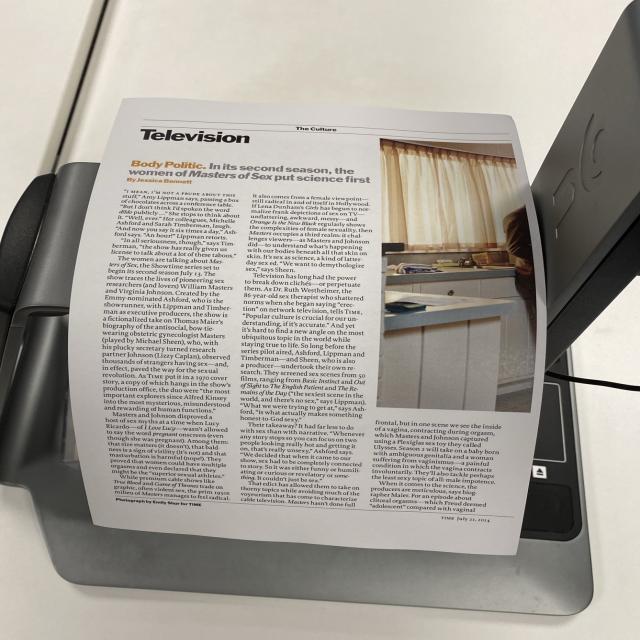 The Culture
Television
Body Politic. In its second season, the
women of Masters of Sex put science first
By Jessica Bennett
"I MEAN, I'M NOT A PRUDE ABOUT THIS
stuff," Amy Lippman says, passing a box
of chocolates across a conference table.
"But I don't think I'd spoken the word
dildo publicly ..." She stops to think about
it. "Well, ever." Her colleagues, Michelle
Ashford and Sarah Timberman, laugh.
"And now you say it six times a day," Ash-
ford says. "An hour!" Lippman retorts.
"In all seriousness, though," says Tim-
berman, "the show has really given us
license to talk about a lot of these taboos."
The women are talking about Mas-
ters of Sex, the Showtime series set to
begin its second season July 13. The
show traces the lives of pioneering sex
researchers (and lovers) William Masters
and Virginia Johnson. Created by the
Emmy-nominated Ashford, who is the
showrunner, with Lippman and Timber-
man as executive producers, the show is
a fictionalized take on Thomas Maier's
biography of the antisocial, bow-tie-
wearing obstetric gynecologist Masters
(played by Michael Sheen), who, with
his plucky secretary turned research
partner Johnson (Lizzy Caplan), observed
thousands of strangers having sex—and,
in effect, paved the way for the sexual
revolution. As TIME put it in a 1970 cover
story, a copy of which hangs in the show's
production office, the duo were "the most
important explorers since Alfred Kinsey
into the most mysterious, misunderstood
and rewarding of human functions."
Masters and Johnson disproved a
host of sex myths at a time when Lucy
Ricardo—of I Love Lucy—wasn't allowed
to say the word pregnant onscreen (even
though she was pregnant). Among them:
that size matters (it doesn't), that bald-
ness is a sign of virility (it's not) and that
masturbation is harmful (nope!). They
proved that women could have multiple
orgasms and even declared that they
might be the "superior sexual athletes."
While premium cable shows like
True Blood and Game of Thrones trade on
graphic, often violent sex, the prim 1950s
milieu of Masters manages to feel radical.
Photograph by Emily Shur for TIME
It also comes from a female viewpoint—
still radical in and of itself in Hollywood.
If Lena Dunham's Girls has begun to nor-
malize frank depictions of sex on TV—
unflattering, awkward, messy—and
Orange Is the New Black regularly shows
the complexities of female sexuality, then
Masters occupies a third realm: it chal-
lenges viewers—as Masters and Johnson
did—to understand what's happening
with our bodies beneath all that skin on
skin. It's sex as science, a kind of latter-
day sex ed. "We want to demythologize
sex," says Sheen.
Television has long had the power
to break down clichés—or perpetuate
them. As Dr. Ruth Westheimer, the
86-year-old sex therapist who shattered
norms when she began saying "erec-
tion" on network television, tells TIME,
"Popular culture is crucial for our un-
derstanding, if it's accurate." And yet
it's hard to find a new angle on the most
ubiquitous topic in the world while
staying true to life. So long before the
series pilot aired, Ashford, Lippman and
Timberman—and Sheen, who is also
a producer—undertook their own re-
search. They screened sex scenes from 50
films, ranging from Basic Instinct and Out
of Sight to The English Patient and The Re-
mains of the Day ("the sexiest scene in the
world, and there's no sex," says Lippman).
"What we were trying to get at," says Ash-
ford, "is what actually makes something
honest-to-God sexy."
Their takeaway? It had far less to do
with sex than with narrative. "Whenever
any story stops so you can focus on two
people looking really hot and getting it
on, that's really unsexy," Ashford says.
"We decided that when it came to our
show, sex had to be completely connected
to story. So it was either funny or humili-
ating or curious or revelatory or some-
thing. It couldn't just be sex."
That ethos has allowed them to take on
thorny topics while avoiding much of the
voyeurism that has come to characterize
cable television. Masters hasn't done full
frontal, but in one scene we see the inside
of a vagina, contracting during orgasm,
which Masters and Johnson captured
using a Plexiglas sex toy they called
Ulysses. Season 2 will take on a baby born
with ambiguous genitalia and a woman
suffering from vaginismus—a painful
condition in which the vagina contracts
involuntarily. They'll also tackle perhaps
the least sexy topic of all: male impotence.
When it comes to the science, the
producers are meticulous, says biog-
rapher Maier. For an episode about
clitoral orgasms—which Freud deemed
"adolescent" compared with vaginal
TIME July 21, 2014